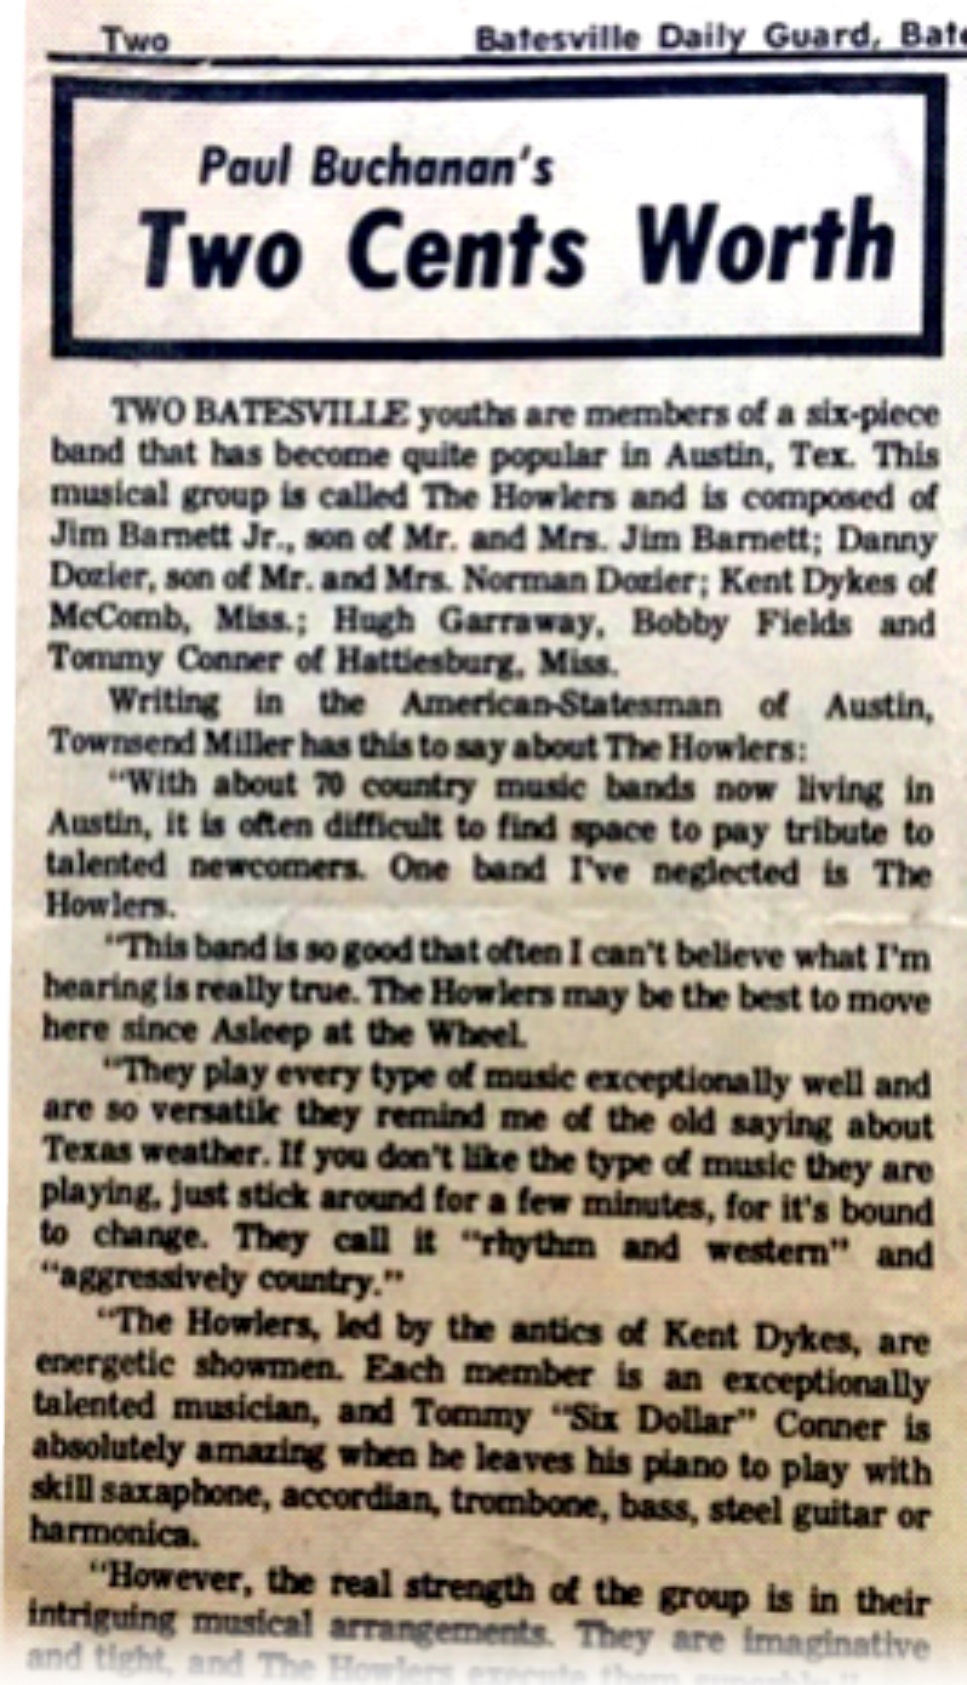 Two Batesville Daily Guard, Bate
Paul Buchanan's
Two Cents Worth
TWO BATESVILLE youths are members of a six-piece
band that has become quite popular in Austin, Tex. This
musical group is called The Howlers and is composed of
Jim Barnett Jr., son of Mr. and Mrs. Jim Barnett; Danny
Dozier, son of Mr. and Mrs. Norman Dozier; Kent Dykes of
McComb, Miss.; Hugh Garraway, Bobby Fields and
Tommy Conner of Hattiesburg, Miss.
Writing in the American-Statesman of Austin,
Townsend Miller has this to say about The Howlers:
"With about 70 country music bands now living in
Austin, it is often difficult to find space to pay tribute to
talented newcomers. One band I've neglected is The
Howlers.
"This band is so good that often I can't believe what I'm
hearing is really true. The Howlers may be the best to move
here since Asleep at the Wheel.
"They play every type of music exceptionally well and
are so versatile they remind me of the old saying about
Texas weather. If you don't like the type of music they are
playing, just stick around for a few minutes, for it's bound
to change. They call it "rhythm and western" and
"aggressively country."
"The Howlers, led by the antics of Kent Dykes, are
energetic showmen. Each member is an exceptionally
talented musician, and Tommy "Six Dollar" Conner is
absolutely amazing when he leaves his piano to play with
skill saxaphone, accordian, trombone, bass, steel guitar or
harmonica.
"However, the real strength of the group is in their
intriguing musical arrangements. They are imaginative
and tight, and The Howlers execute them superbly."